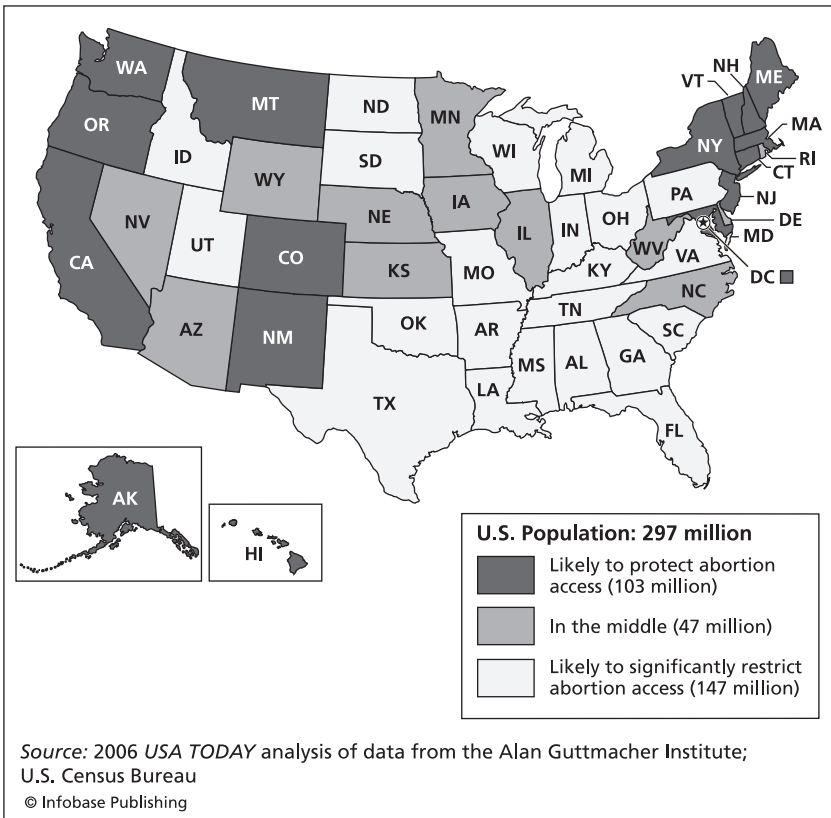 WA
MT
ND
MN
VT
NH
ME
OR
ID
SD
WI
MI
NY
MA
RI
CT
WY
IA
NE
PA
NJ
NV
UT
CO
KS
IL
IN
OH
DE
MD
WV
VA
DC
CA
MO
KY
NC
AZ
NM
OK
AR
TN
SC
TX
LA
MS
AL
GA
FL
AK
HI
U.S. Population: 297 million
Likely to protect abortion
access (103 million)
In the middle (47 million)
Likely to significantly restrict
abortion access (147 million)
Source: 2006 USA TODAY analysis of data from the Alan Guttmacher Institute;
U.S. Census Bureau
© Infobase Publishing